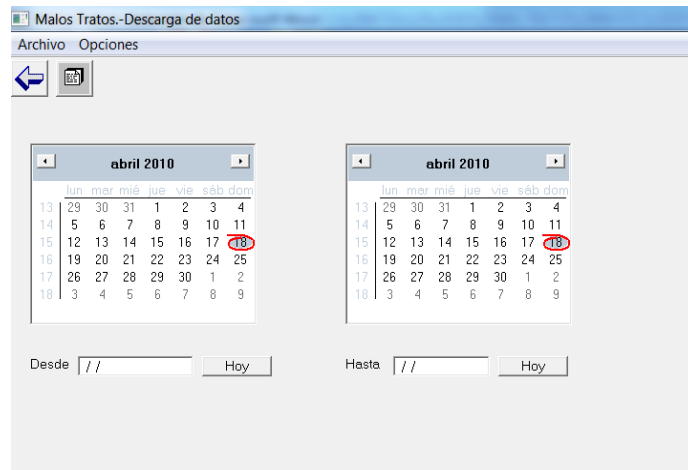 Malos Tratos.-Descarga de datos
Archivo Opciones
abril 2010
lun mar mié jue vie sáb dom
13 29 30 31 1 2 3 4
14 5 6 7 8 9 10 11
15 12 13 14 15 16 17 18
16 19 20 21 22 23 24 25
17 26 27 28 29 30 1 2
18 3 4 5 6 7 8 9
Desde / / Hoy
abril 2010
lun mar mié jue vie sáb dom
13 29 30 31 1 2 3 4
14 5 6 7 8 9 10 11
15 12 13 14 15 16 17 18
16 19 20 21 22 23 24 25
17 26 27 28 29 30 1 2
18 3 4 5 6 7 8 9
Hasta / / Hoy